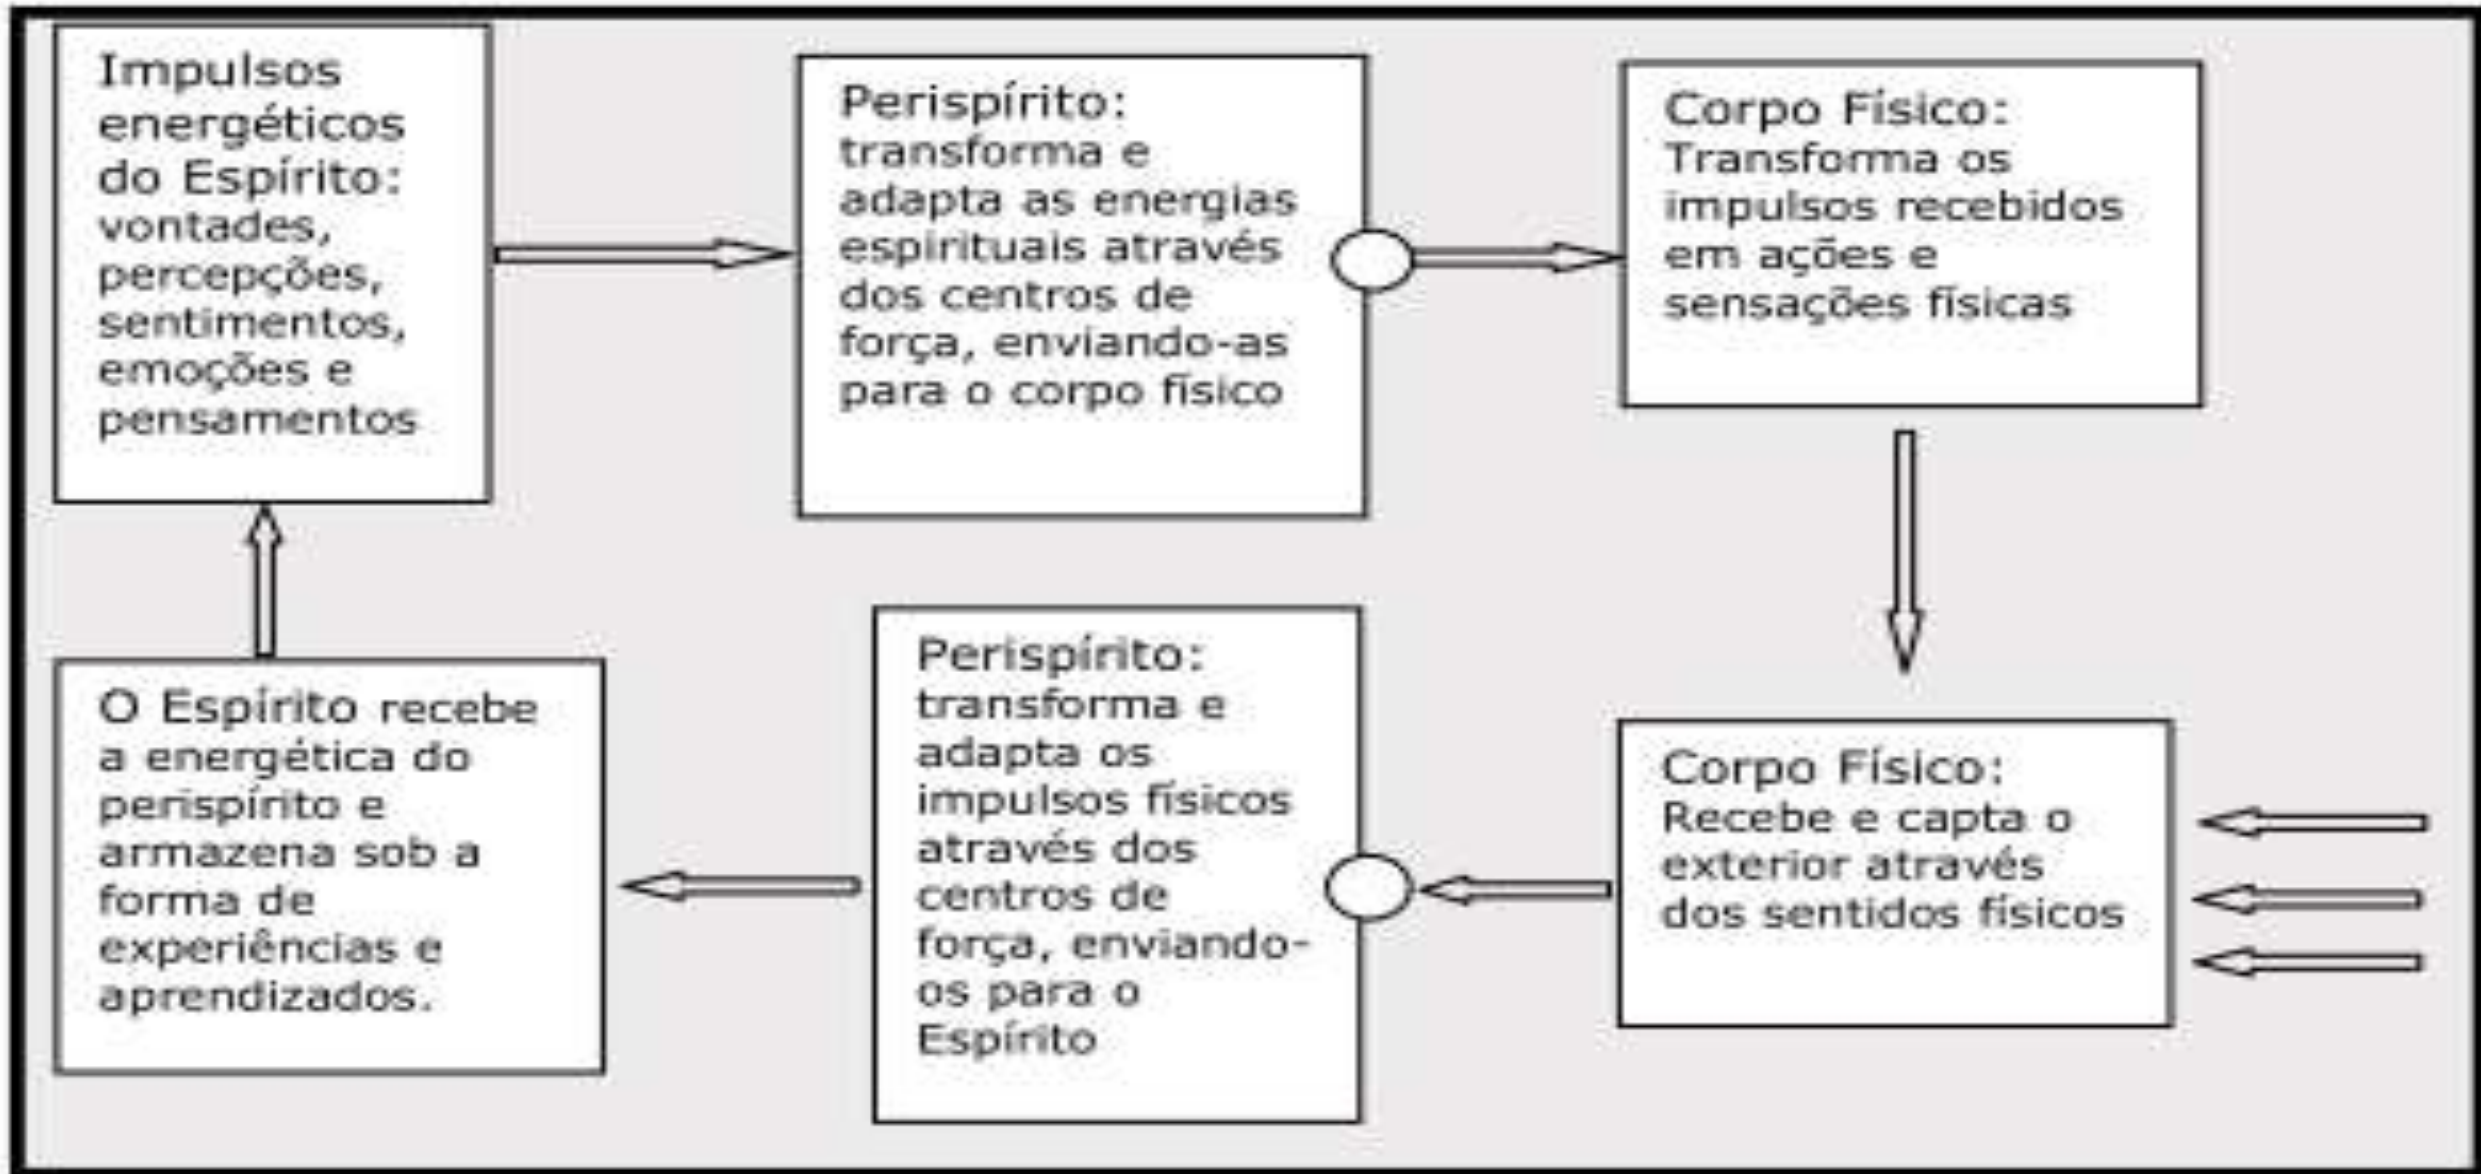 Impulsos
energéticos
do Espírito:
vontades,
percepções,
sentimentos,
emoções e
pensamentos
Perispírito:
transforma e
adapta as energias
espirituais através
dos centros de
força, enviando-as
para o corpo físico
Corpo Físico:
Transforma os
impulsos recebidos
em ações e
sensações físicas
O Espírito recebe
a energética do
perispírito e
armazena sob a
forma de
experiências e
aprendizados.
Perispírito:
transforma e
adapta os
impulsos físicos
através dos
centros de
força, enviando-
os para o
Espírito
Corpo Físico:
Recebe e capta o
exterior através
dos sentidos físicos